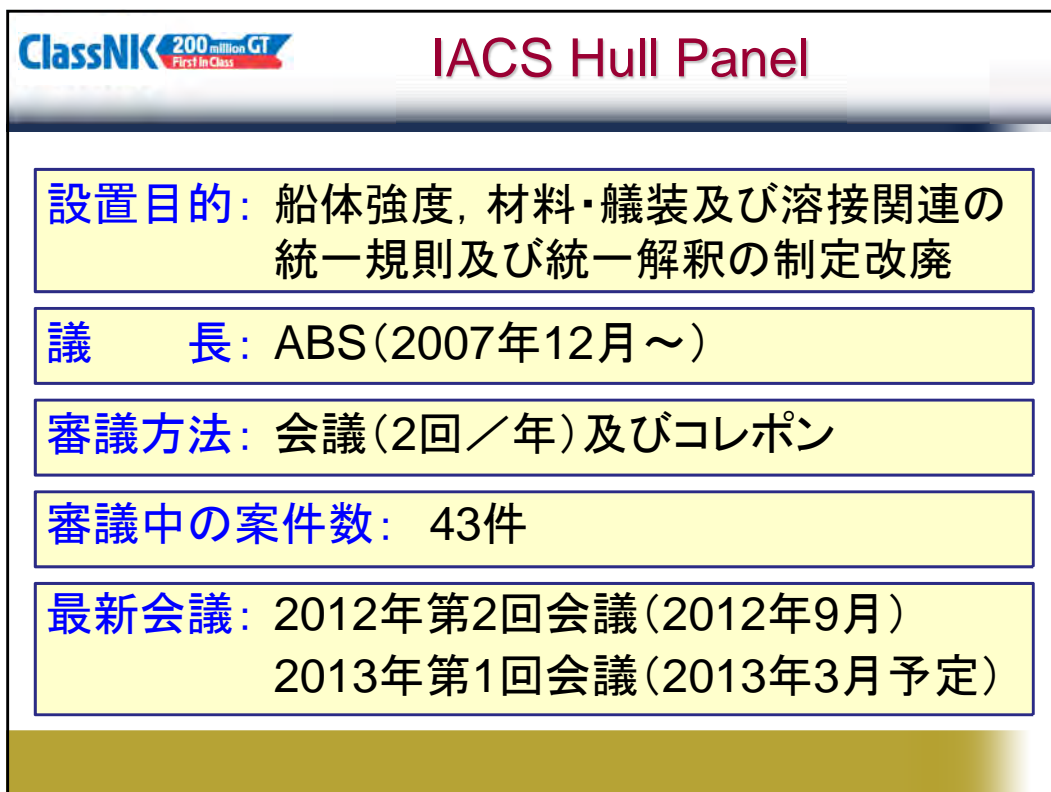 ClassNK 200 million GT
First In Class
IACS Hull Panel
設置目的： 船体強度，材料・艤装及び溶接関連の
統一規則及び統一解釈の制定改廃
議　　長： ABS（2007年12月～）
審議方法： 会議（2回／年）及びコレポン
審議中の案件数： 43件
最新会議： 2012年第2回会議（2012年9月）
2013年第1回会議（2013年3月予定）